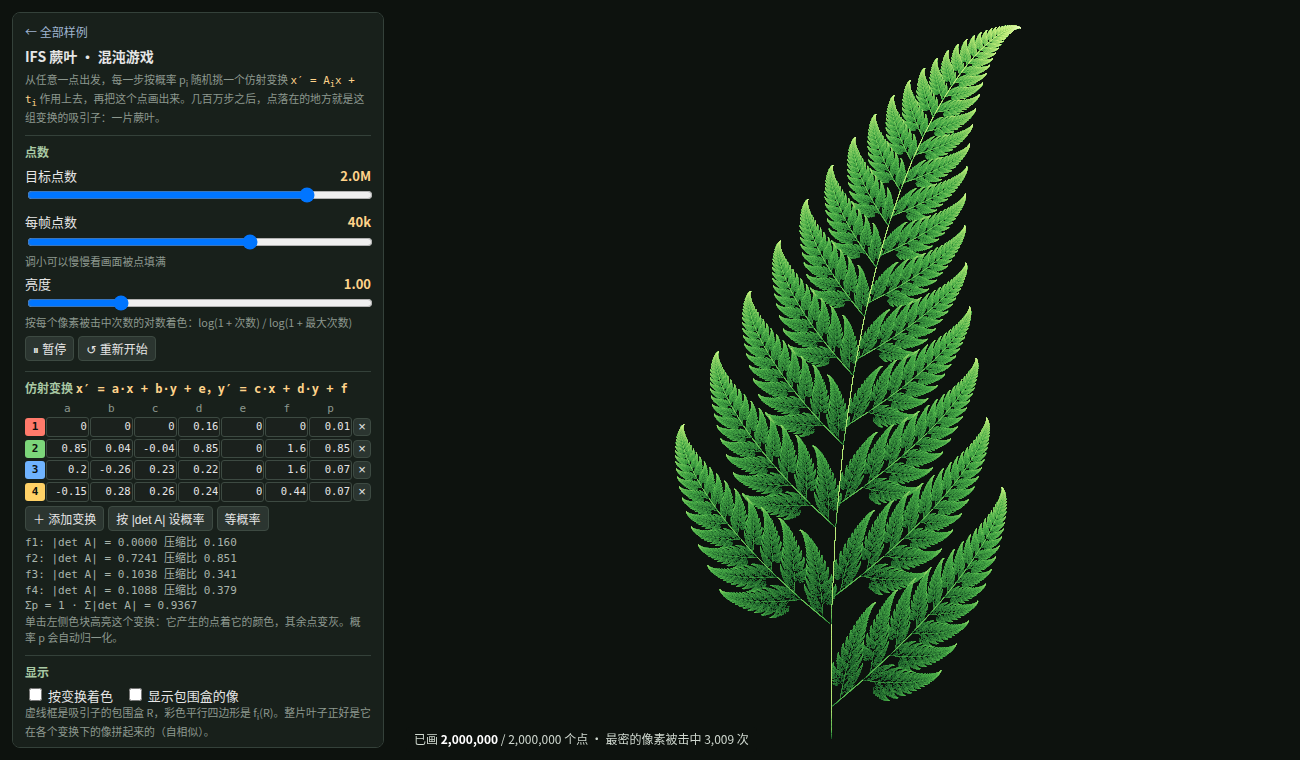 ← 全部样例
IFS 蕨叶 · 混沌游戏
从任意一点出发，每一步按概率 pi 随机挑一个仿射变换 x′ = Aix +
ti 作用上去，再把这个点画出来。几百万步之后，点落在的地方就是这
组变换的吸引子：一片蕨叶。
点数
目标点数 2.0M
每帧点数 40k
调小可以慢慢看画面被点填满
亮度 1.00
按每个像素被击中次数的对数着色：log(1 + 次数) / log(1 + 最大次数)
⏸ 暂停 ↺ 重新开始
仿射变换 x′ = a·x + b·y + e, y′ = c·x + d·y + f
a b c d e f p
1 0 0 0 0.16 0 0 0.01 ×
2 0.85 0.04 -0.04 0.85 0 1.6 0.85 ×
3 0.2 -0.26 0.23 0.22 0 1.6 0.07 ×
4 -0.15 0.28 0.26 0.24 0 0.44 0.07 ×
＋ 添加变换 按 |det A| 设概率 等概率
f1: |det A| = 0.0000 压缩比 0.160
f2: |det A| = 0.7241 压缩比 0.851
f3: |det A| = 0.1038 压缩比 0.341
f4: |det A| = 0.1088 压缩比 0.379
Σp = 1 · Σ|det A| = 0.9367
单击左侧色块高亮这个变换：它产生的点着它的颜色，其余点变灰。概
率 p 会自动归一化。
显示
按变换着色 显示包围盒的像
虚线框是吸引子的包围盒 R，彩色平行四边形是 fi(R)。整片叶子正好是它
在各个变换下的像拼起来的（自相似）。
已画 2,000,000 / 2,000,000 个点 · 最密的像素被击中 3,009 次